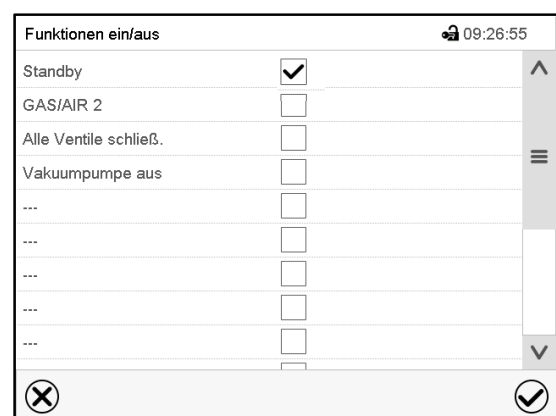 Funktionen ein/aus 09:26:55
Standby
GAS/AIR 2
Alle Ventile schließ.
Vakuumpumpe aus
---
---
---
---
---